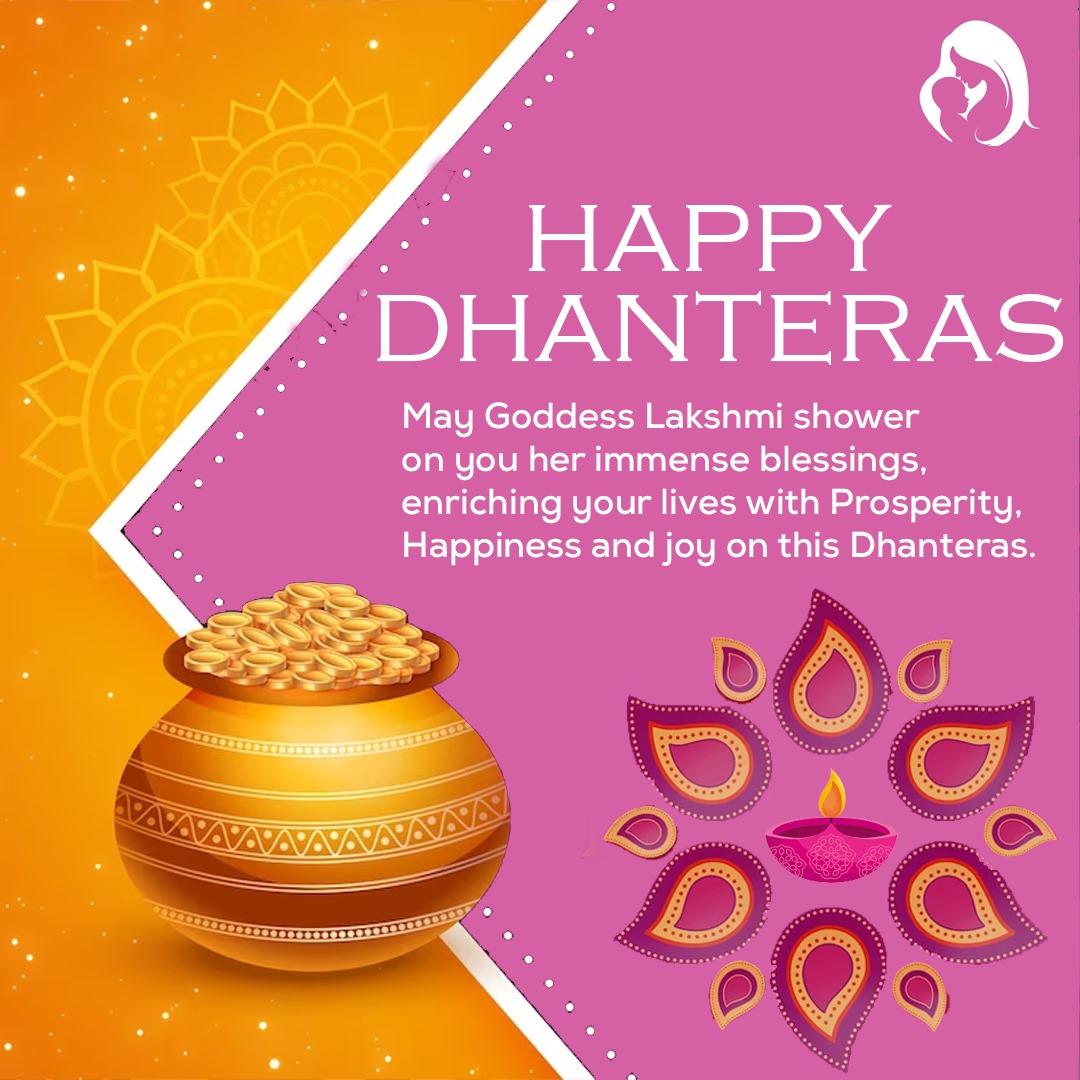 HAPPY
DHANTERAS
May Goddess Lakshmi shower
on you her immense blessings,
enriching your lives with Prosperity,
Happiness and joy on this Dhanteras.